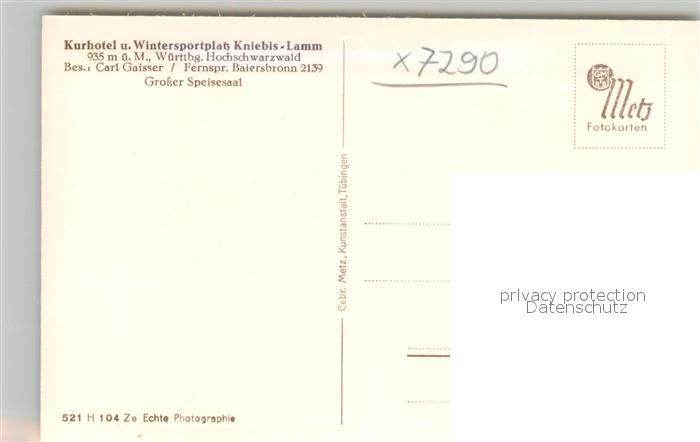 Kurhotel u. Wintersportplatz Kniebis-Lamm
935 m ü. M., Württbg. Hochschwarzwald
Bes.: Carl Gaisser / Fernspr. Baiersbronn 2139
Großer Speisesaal
x7290
Metz
Fotokarten
Gebr. Metz, Kunstanstalt, Tübingen
privacy protection
Datenschutz
521 H 104 Ze Echte Photographie